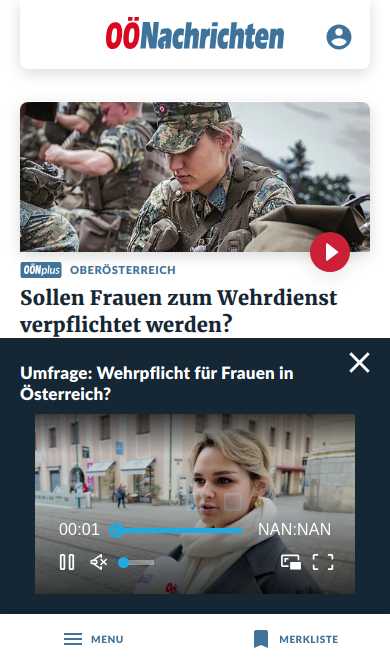 OÖNachrichten
OÖNplus OBERÖSTERREICH
Sollen Frauen zum Wehrdienst
verpflichtet werden?
Umfrage: Wehrpflicht für Frauen in
Österreich?
00:01 NAN:NAN
MENU MERKLISTE